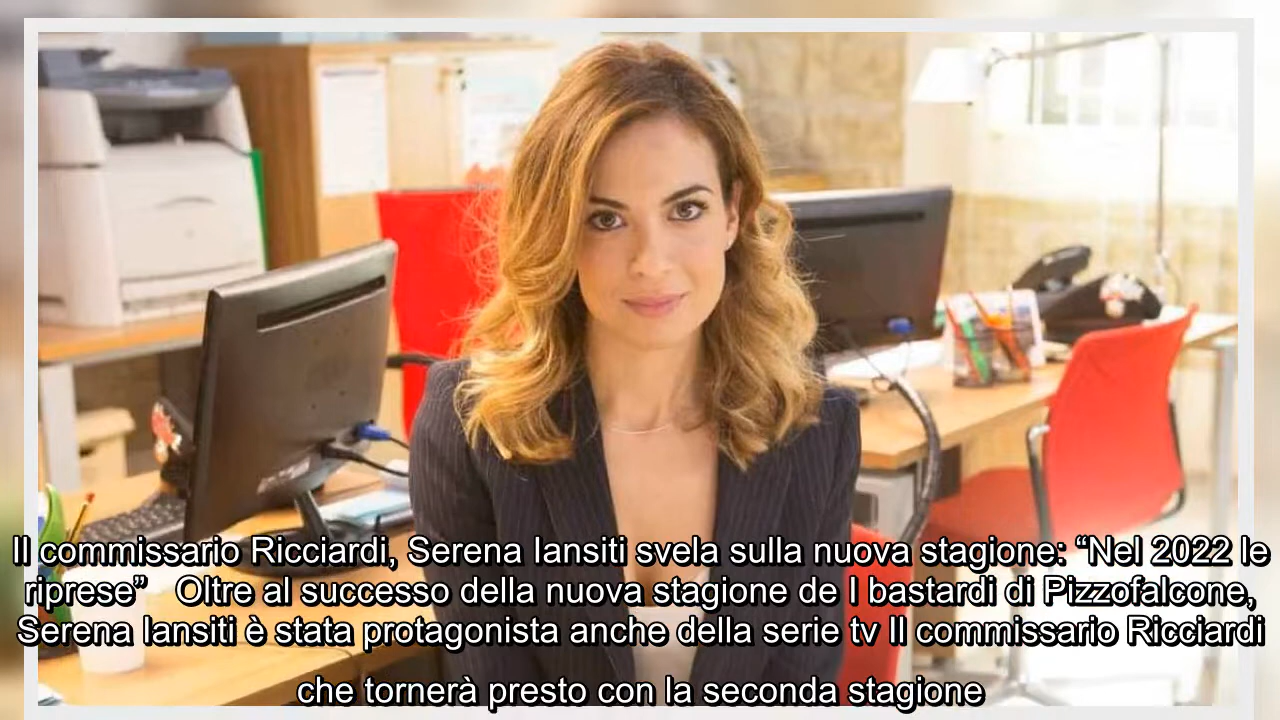 Il commissario Ricciardi, Serena Iansiti svela sulla nuova stagione: “Nel 2022 le
riprese” Oltre al successo della nuova stagione de I bastardi di Pizzofalcone,
Serena Iansiti è stata protagonista anche della serie tv Il commissario Ricciardi
che tornerà presto con la seconda stagione